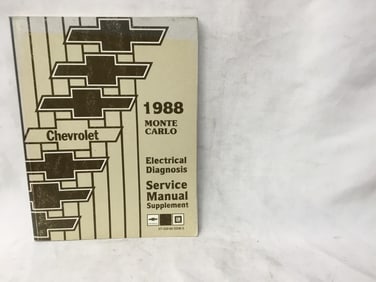 Chevrolet
1988
MONTE
CARLO
Electrical
Diagnosis
Service
Manual
Supplement